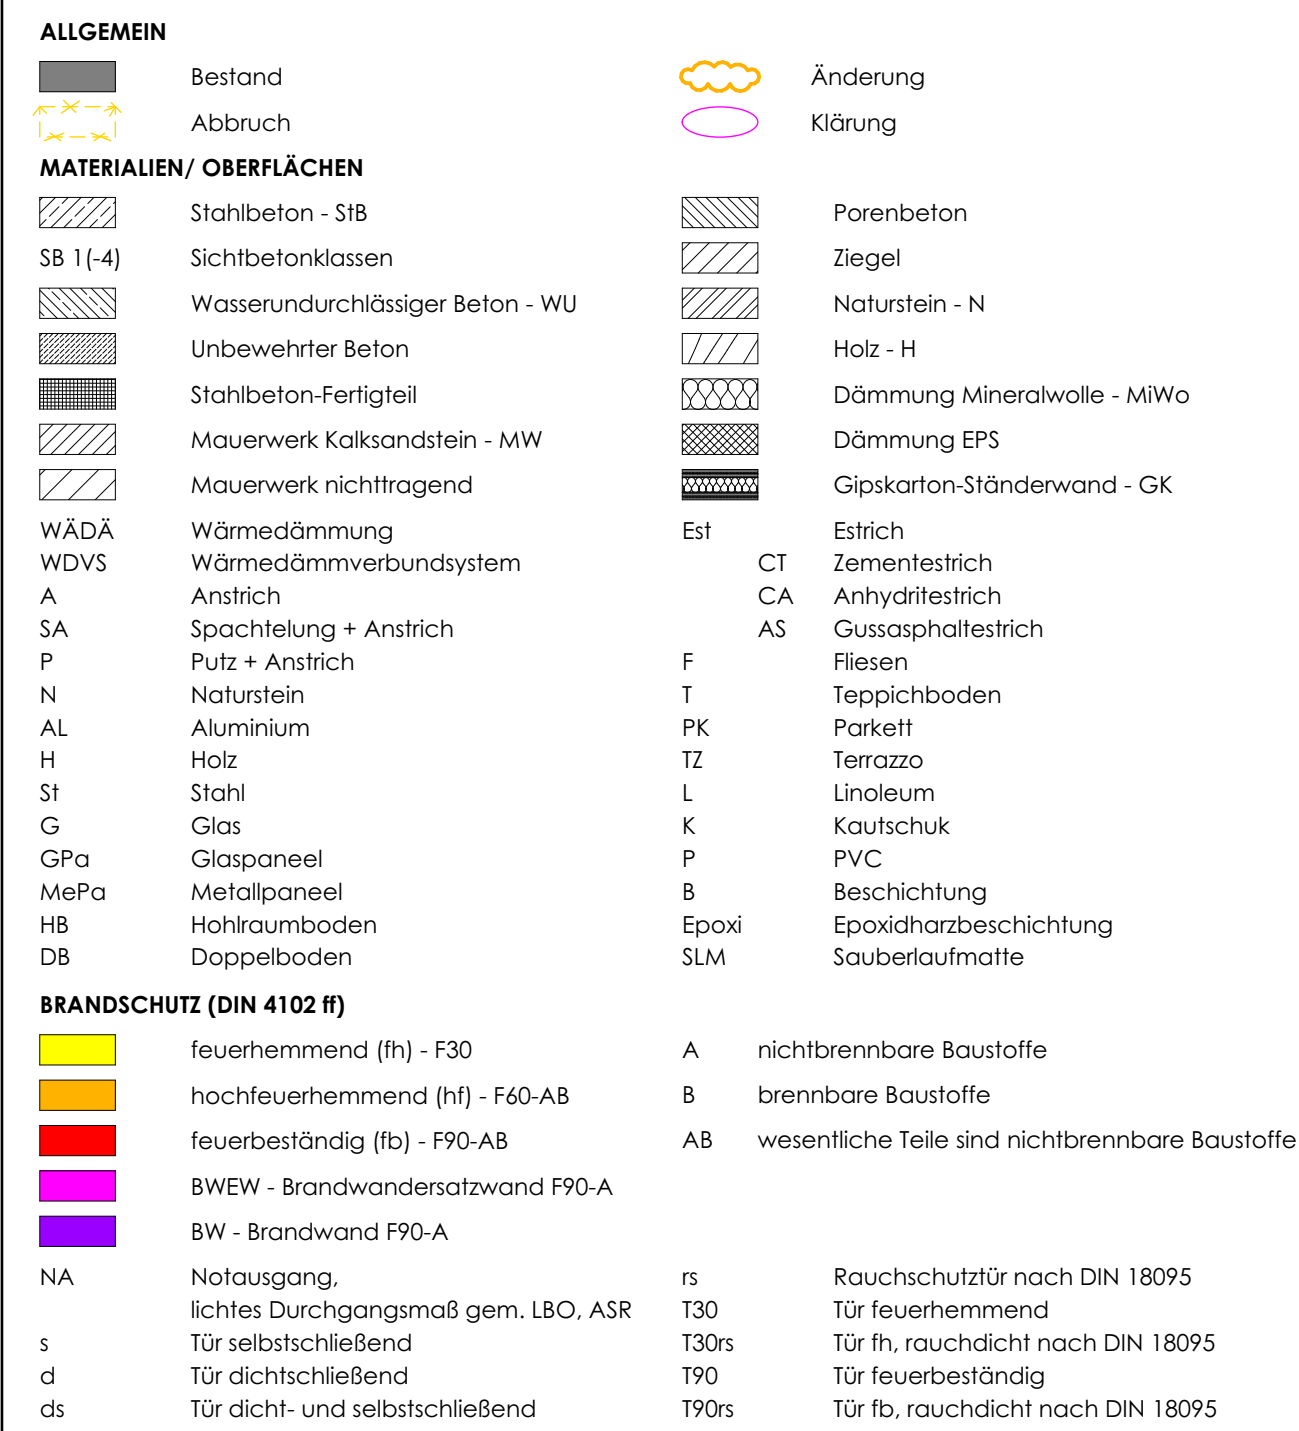 ALLGEMEIN
Bestand
Änderung
Abbruch
Klärung
MATERIALIEN/ OBERFLÄCHEN
Stahlbeton - StB
Porenbeton
SB 1(-4) Sichtbetonklassen
Ziegel
Wasserundurchlässiger Beton - WU
Naturstein - N
Unbewehrter Beton
Holz - H
Stahlbeton-Fertigteil
Dämmung Mineralwolle - MiWo
Mauerwerk Kalksandstein - MW
Dämmung EPS
Mauerwerk nichttragend
Gipskarton-Ständerwand - GK
WÄDÄ Wärmedämmung
Est Estrich
WDVS Wärmedämmverbundsystem
CT Zementestrich
A Anstrich
CA Anhydritestrich
SA Spachtelung + Anstrich
AS Gussasphaltestrich
P Putz + Anstrich
F Fliesen
N Naturstein
T Teppichboden
AL Aluminium
PK Parkett
H Holz
TZ Terrazzo
St Stahl
L Linoleum
G Glas
K Kautschuk
GPa Glaspaneel
P PVC
MePa Metallpaneel
B Beschichtung
HB Hohlraumboden
Epoxi Epoxidharzbeschichtung
DB Doppelboden
SLM Sauberlaufmatte
BRANDSCHUTZ (DIN 4102 ff)
feuerhemmend (fh) - F30
A nichtbrennbare Baustoffe
hochfeuerhemmend (hf) - F60-AB
B brennbare Baustoffe
feuerbeständig (fb) - F90-AB
AB wesentliche Teile sind nichtbrennbare Baustoffe
BWEW - Brandwandersatzwand F90-A
BW - Brandwand F90-A
NA Notausgang,
rs Rauchschutztür nach DIN 18095
lichtes Durchgangsmaß gem. LBO, ASR
T30 Tür feuerhemmend
s Tür selbstschließend
T30rs Tür fh, rauchdicht nach DIN 18095
d Tür dichtschließend
T90 Tür feuerbeständig
ds Tür dicht- und selbstschließend
T90rs Tür fb, rauchdicht nach DIN 18095